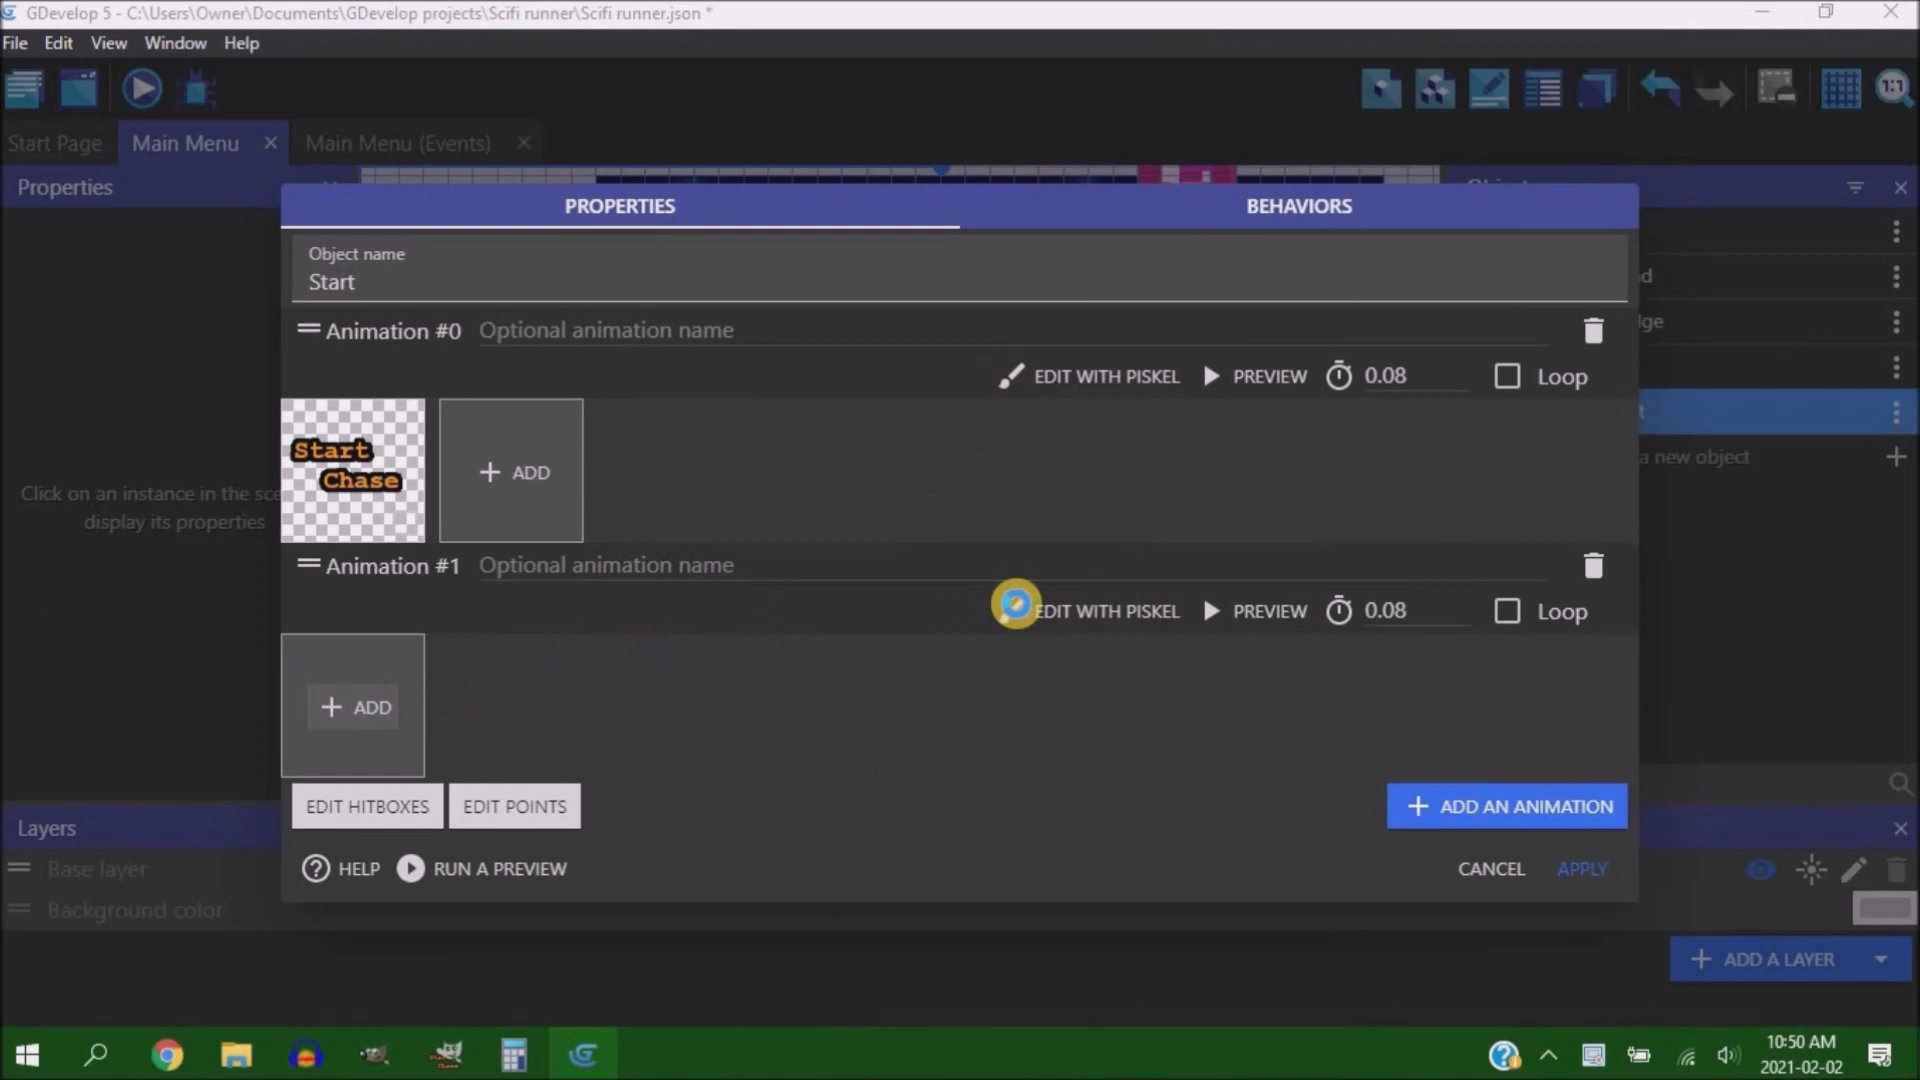 GDevelop 5 - C:\Users\Owner\Documents\GDevelop projects\Scifi runner\Scifi runner.json *
File Edit View Window Help
1:1
Start Page Main Menu Main Menu (Events)
Properties
PROPERTIES BEHAVIORS
Object name
Start
Animation #0 Optional animation name
EDIT WITH PISKEL PREVIEW 0.08 Loop
Start
Chase
ADD
a new object
Click on an instance in the sce
display its properties
Animation #1 Optional animation name
EDIT WITH PISKEL PREVIEW 0.08 Loop
ADD
EDIT HITBOXES EDIT POINTS ADD AN ANIMATION
Layers
HELP RUN A PREVIEW CANCEL APPLY
Base layer
Background color
ADD A LAYER
10:50 AM
2021-02-02